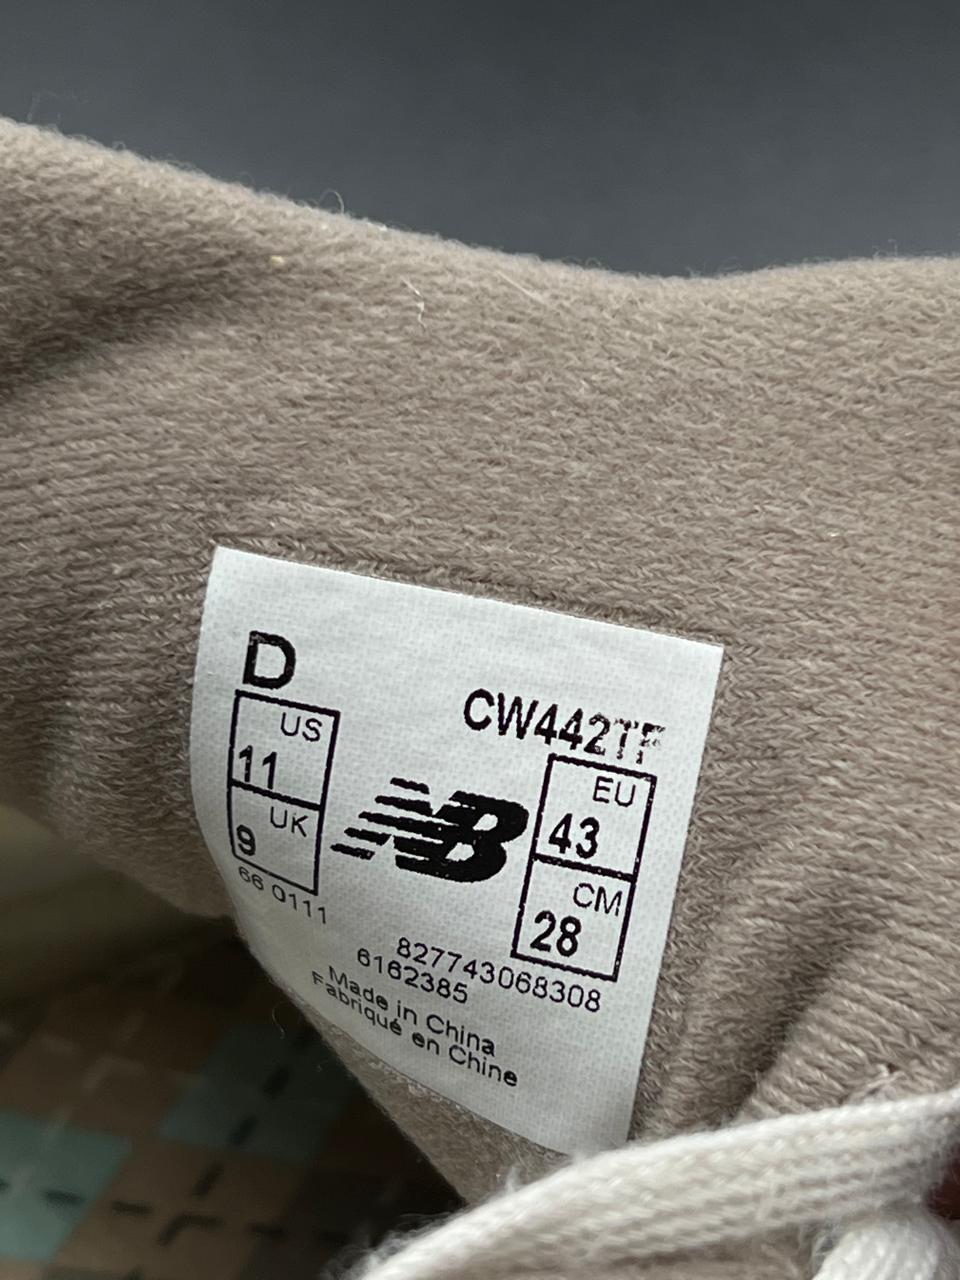 D
CW442TF
US
11
UK
9
66 0111
NB
EU
43
CM
28
827743068308
6162385
Made in China
Fabriqué en Chine